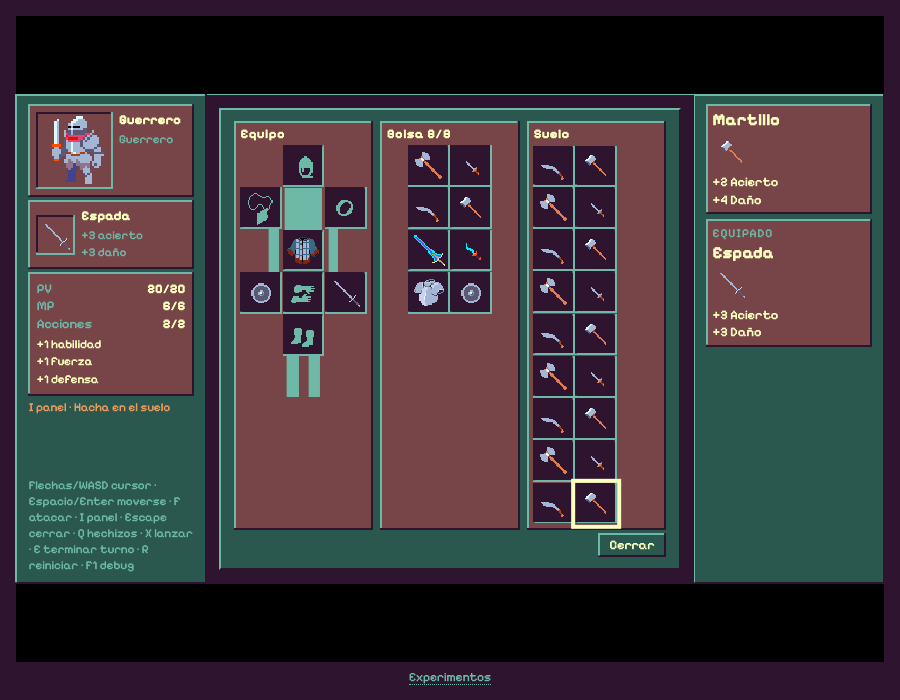 Guerrero
Guerrero
Espada
+3 acierto
+3 daño
PV 80/80
MP 6/6
Acciones 8/8
+1 habilidad
+1 fuerza
+1 defensa
I panel · Hacha en el suelo
Flechas/WASD cursor ·
Espacio/Enter moverse · F
atacar · I panel · Escape
cerrar · Q hechizos · X lanzar
· E terminar turno · R
reiniciar · F1 debug
Equipo
Bolsa 8/8
Suelo
Cerrar
Martillo
+2 Acierto
+4 Daño
EQUIPADO
Espada
+3 Acierto
+3 Daño
Experimentos